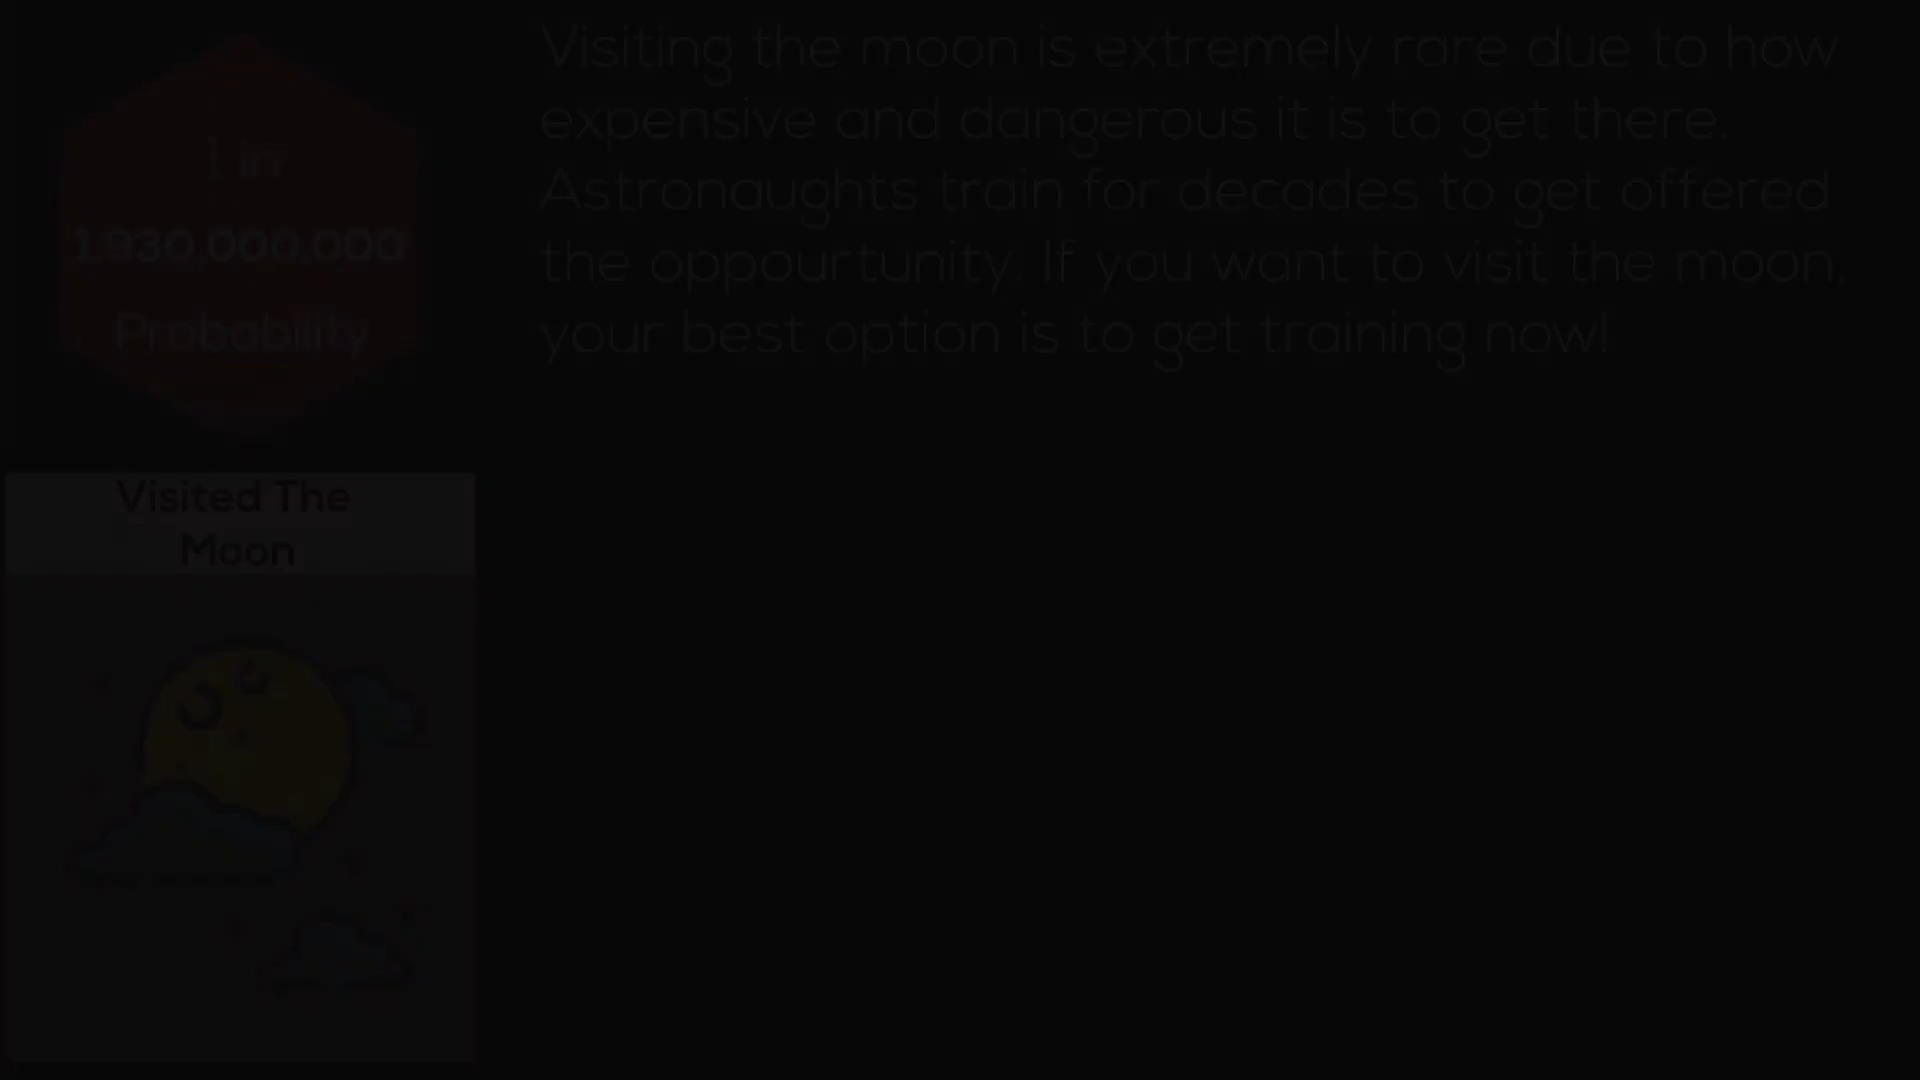 1 in
1,930,000,000
Probability
Visited The
Moon
Visiting the moon is extremely rare due to how
expensive and dangerous it is to get there.
Astronaughts train for decades to get offered
the oppourtunity. If you want to visit the moon,
your best option is to get training now!